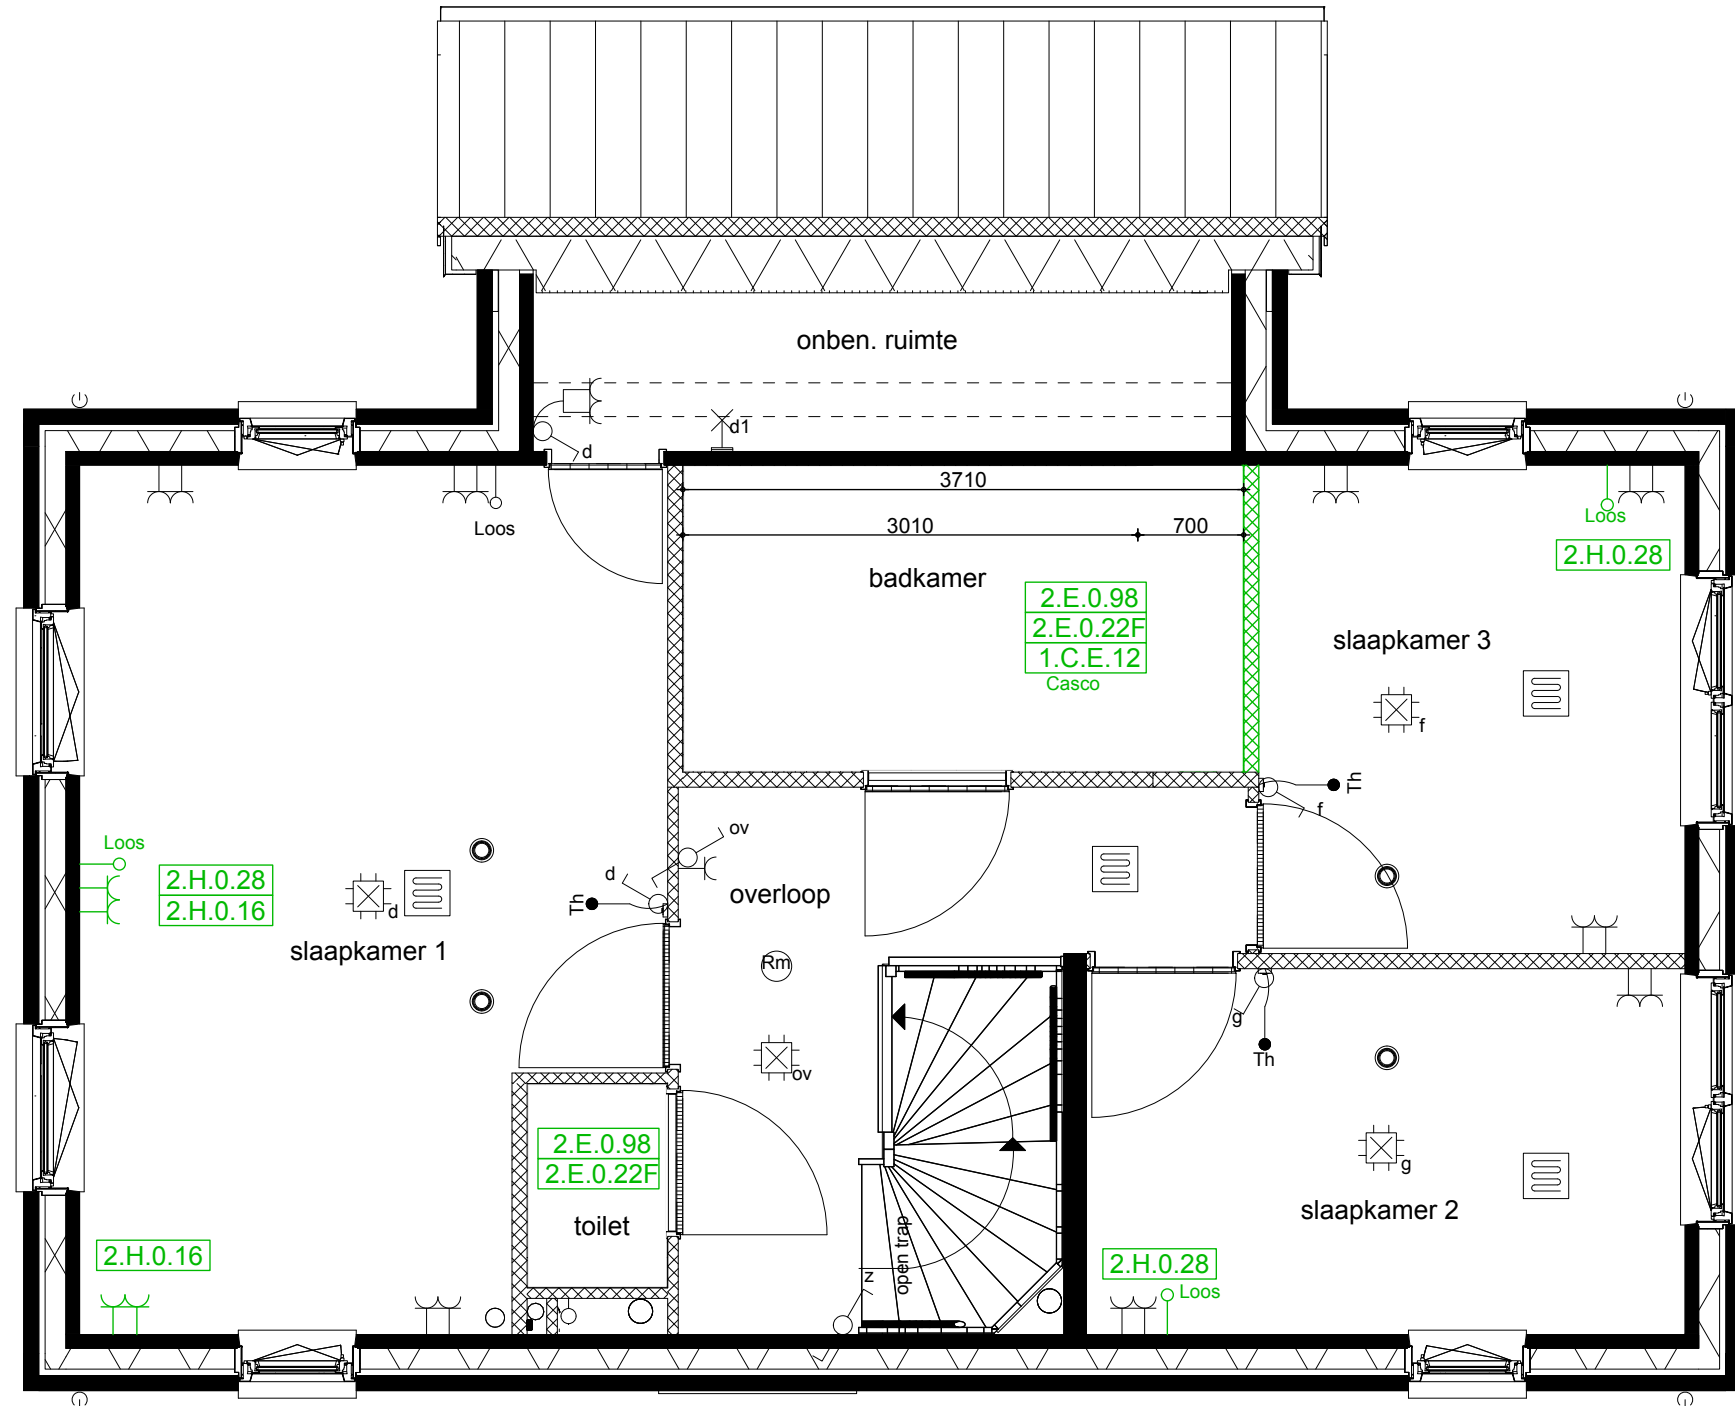 onben. ruimte
d1
d
3710
Loos
3010
700
Loos
2.H.0.28
badkamer
2.E.0.98
2.E.0.22F
1.C.E.12
Casco
slaapkamer 3
f
Th
f
Loos
ov
2.H.0.28
2.H.0.16
d
Th
d
overloop
slaapkamer 1
Rm
g
Th
ov
2.E.0.98
2.E.0.22F
g
toilet
slaapkamer 2
open trap
2.H.0.16
z
2.H.0.28
Loos